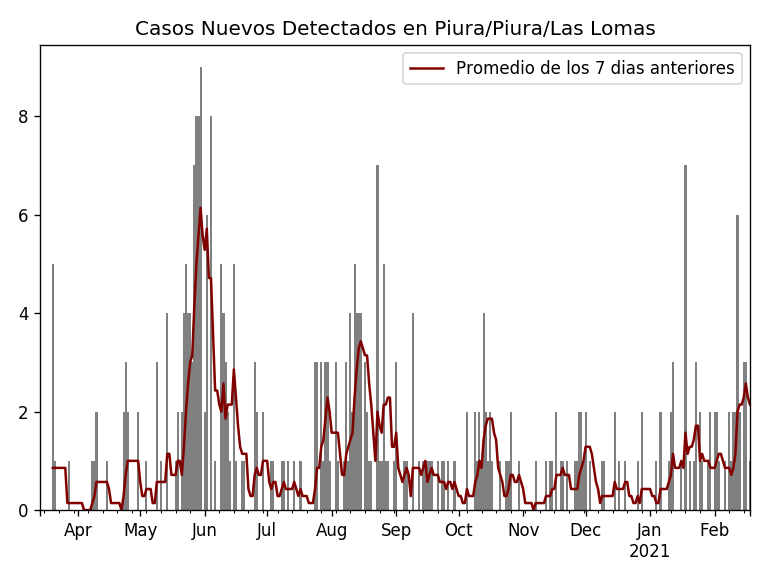 Casos Nuevos Detectados en Piura/Piura/Las Lomas
Promedio de los 7 dias anteriores
8
6
4
2
0
Apr May Jun Jul Aug Sep Oct Nov Dec Jan Feb
2021